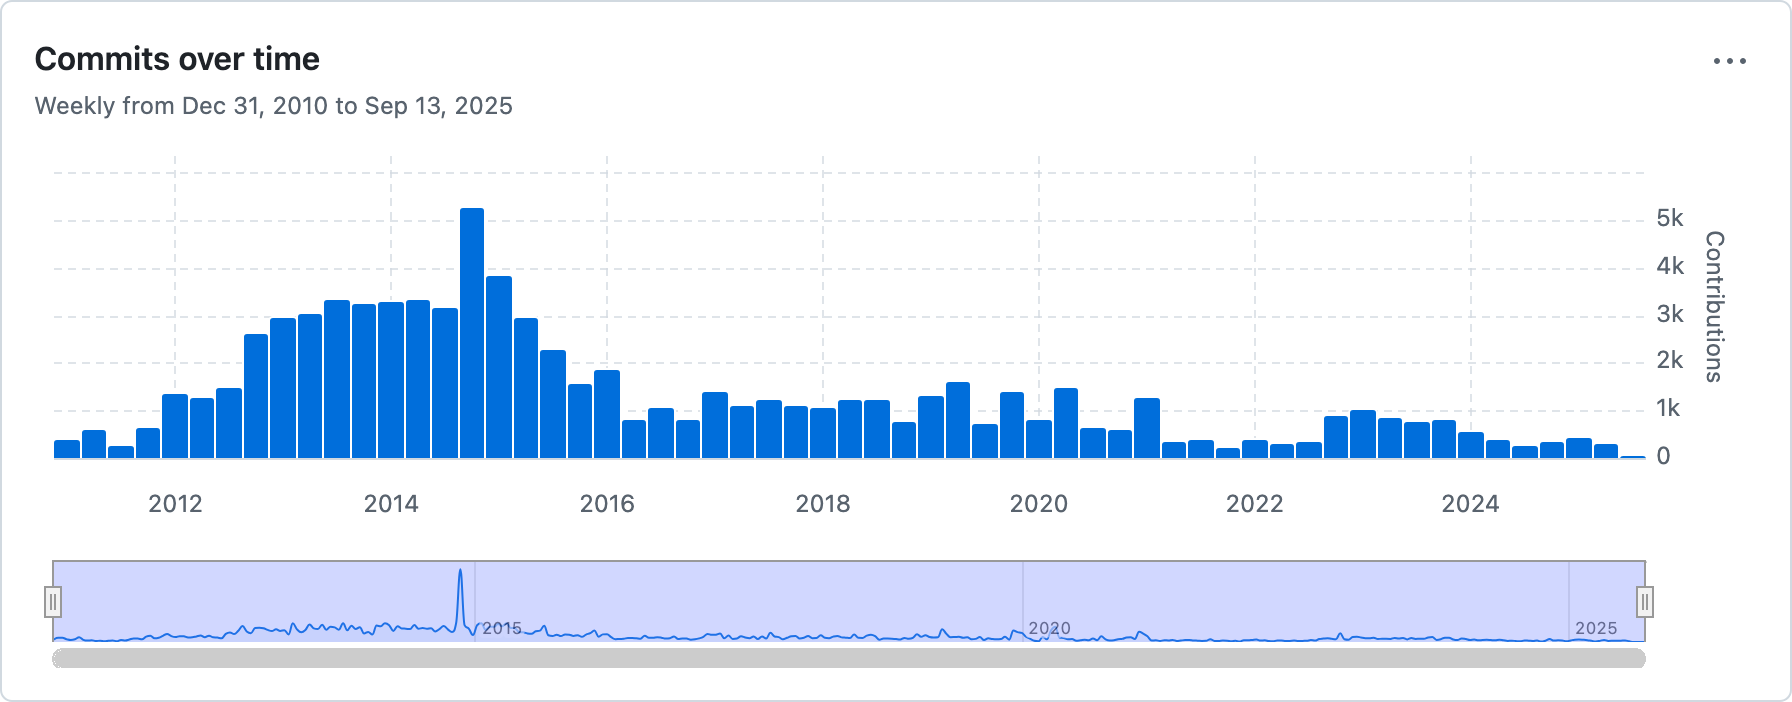 Commits over time
Weekly from Dec 31, 2010 to Sep 13, 2025
5k
4k
3k
2k
1k
0
Contributions
2012 2014 2016 2018 2020 2022 2024
2015 2020 2025